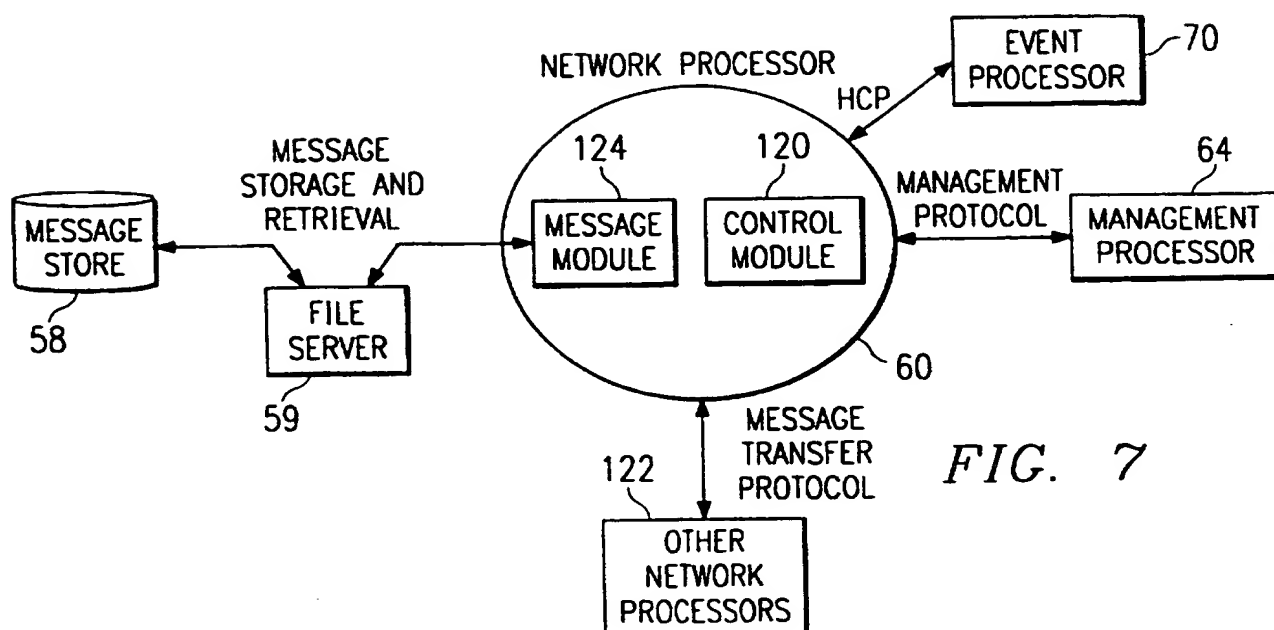 NETWORK PROCESSOR
HCP
EVENT
PROCESSOR
70
MESSAGE
STORAGE AND
RETRIEVAL
124
MESSAGE
MODULE
120
CONTROL
MODULE
MANAGEMENT
PROTOCOL
64
MANAGEMENT
PROCESSOR
MESSAGE
STORE
58
FILE
SERVER
59
60
MESSAGE
TRANSFER
PROTOCOL
122
OTHER
NETWORK
PROCESSORS
FIG. 7